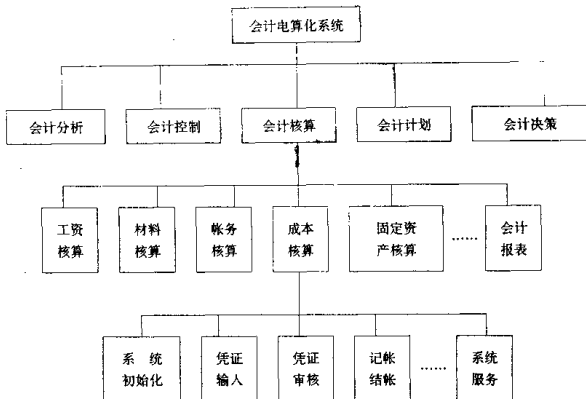 会计电算化系统
会计分析
会计控制
会计核算
会计计划
会计决策
工资
核算
材料
核算
帐务
核算
成本
核算
固定资
产核算
……
会计
报表
系 统
初始化
凭证
输人
凭证
审核
记帐
结帐
……
系统
服务